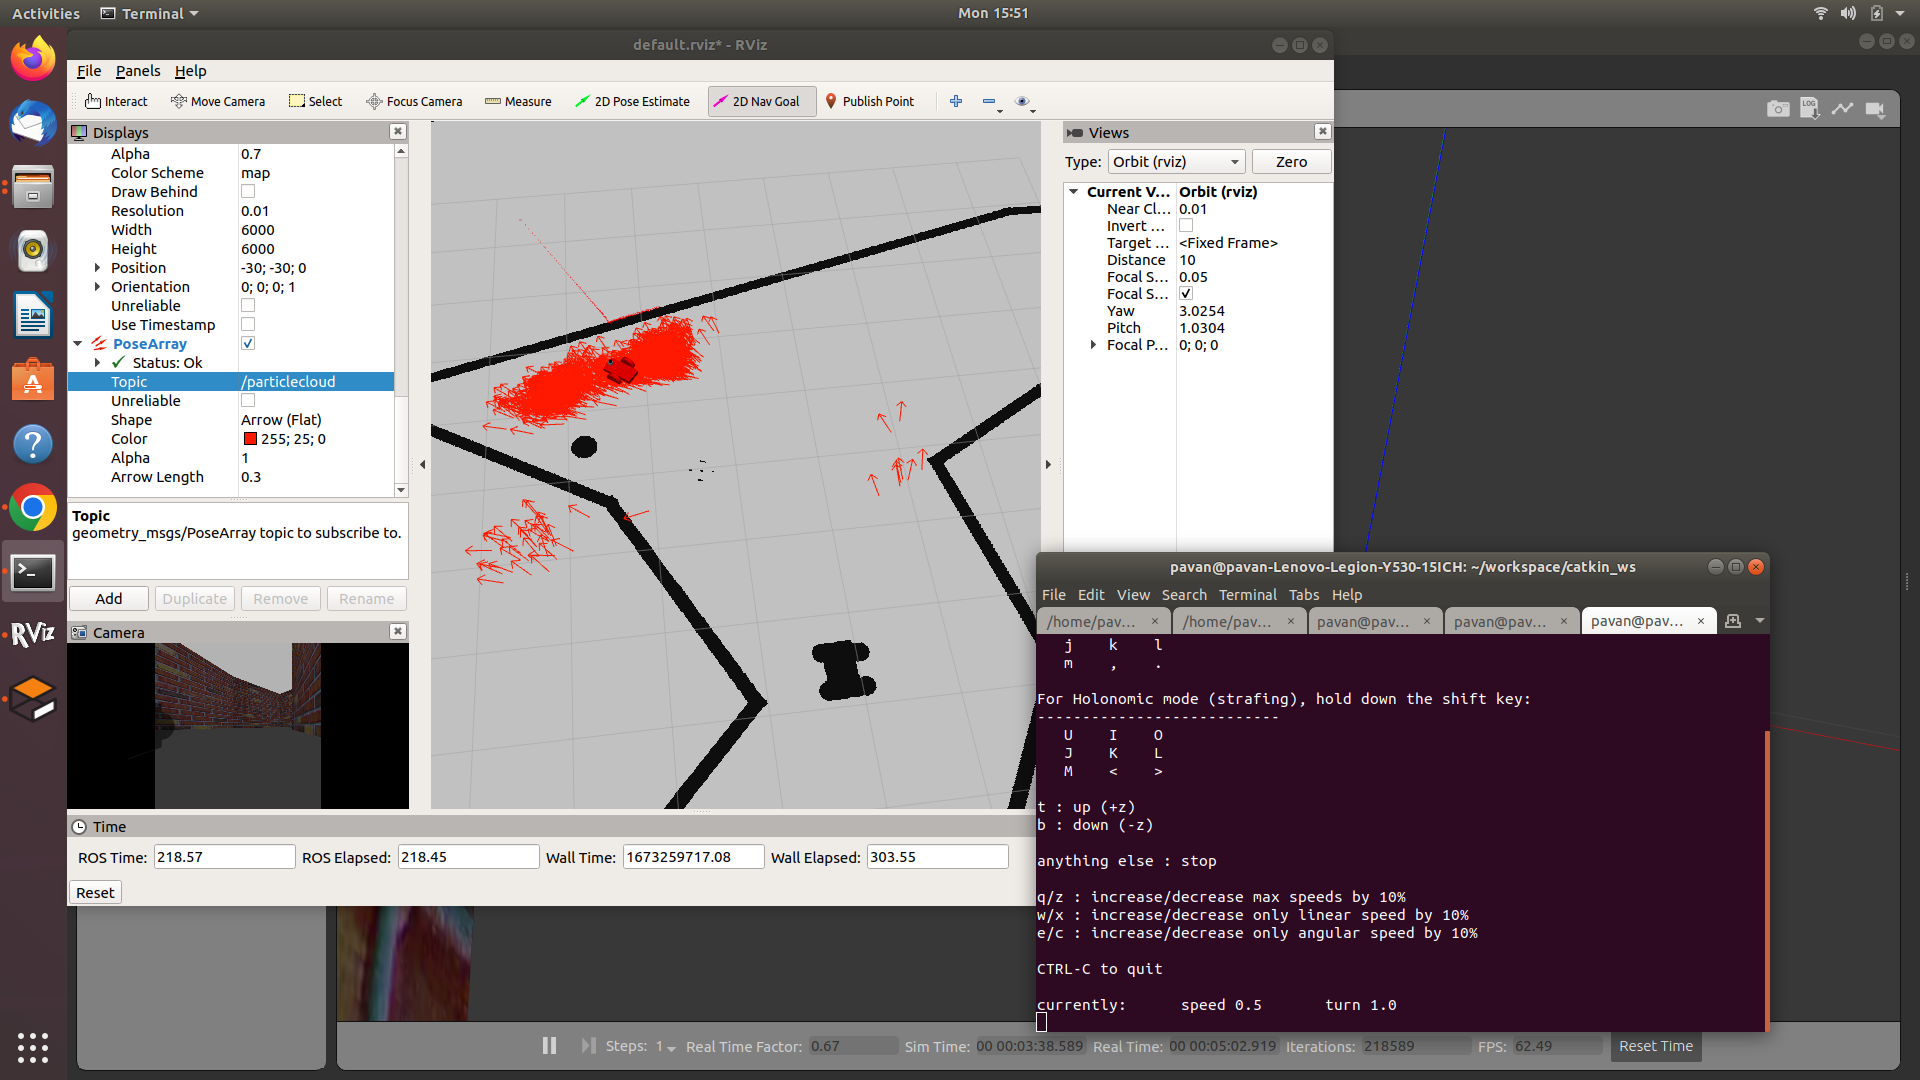 Activities Terminal Mon 15:51
default.rviz* - RViz
File Panels Help
Interact Move Camera Select Focus Camera Measure 2D Pose Estimate 2D Nav Goal Publish Point
Displays
Alpha 0.7
Color Scheme map
Draw Behind
Resolution 0.01
Width 6000
Height 6000
Position -30; -30; 0
Orientation 0; 0; 0; 1
Unreliable
Use Timestamp
PoseArray
Status: Ok
Topic /particlecloud
Unreliable
Shape Arrow (Flat)
Color 255; 25; 0
Alpha 1
Arrow Length 0.3
Topic
geometry_msgs/PoseArray topic to subscribe to.
Add Duplicate Remove Rename
Camera
Views
Type: Orbit (rviz) Zero
Current V... Orbit (rviz)
Near Cl... 0.01
Invert ...
Target ... <Fixed Frame>
Distance 10
Focal S... 0.05
Focal S...
Yaw 3.0254
Pitch 1.0304
Focal P... 0; 0; 0
Time
ROS Time: 218.57 ROS Elapsed: 218.45 Wall Time: 1673259717.08 Wall Elapsed: 303.55
Reset
RViz
LOG
pavan@pavan-Lenovo-Legion-Y530-15ICH: ~/workspace/catkin_ws
File Edit View Search Terminal Tabs Help
/home/pav... × /home/pav... × pavan@pav... × pavan@pav... × pavan@pav... ×
j k l
m , .
For Holonomic mode (strafing), hold down the shift key:
---------------------------
U I O
J K L
M < >
t : up (+z)
b : down (-z)
anything else : stop
q/z : increase/decrease max speeds by 10%
w/x : increase/decrease only linear speed by 10%
e/c : increase/decrease only angular speed by 10%
CTRL-C to quit
currently: speed 0.5 turn 1.0
Steps: 1 Real Time Factor: 0.67 Sim Time: 00 00:03:38.589 Real Time: 00 00:05:02.919 Iterations: 218589 FPS: 62.49 Reset Time